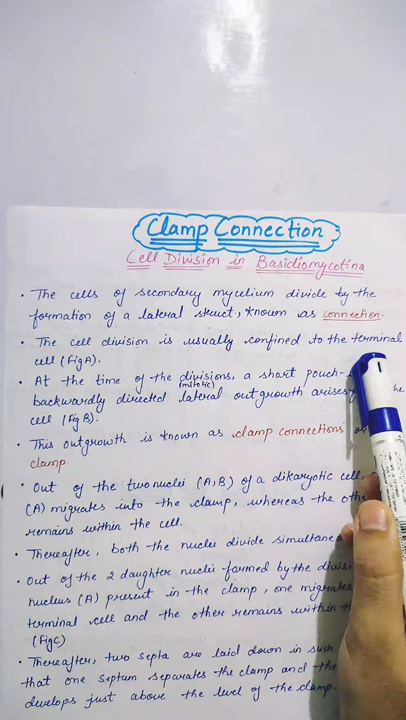 Clamp Connection
Cell Division in Basidiomycotina
• The cells of secondary mycelium divide by the
formation of a lateral struct., known as connection.
• The cell division is usually confined to the terminal
cell (Fig A).
• At the time of the divisions, a short pouch-
(mitotic)
backwardly directed lateral outgrowth arises
cell (Fig B).
• This outgrowth is known as clamp connections
clamp.
• Out of the two nuclei (A,B) of a dikaryotic cell,
(A) migrates into the clamp, whereas the
remains within the cell.
• Thereafter, both the nuclei divide
• Out of the 2 daughter nuclei formed by the
nucleus (A) present in the clamp, one
terminal cell and the other remains within
(Fig C)
• Thereafter, two septa are laid down in such
that one septum separates the clamp and the
develops just above the level of the clamp.